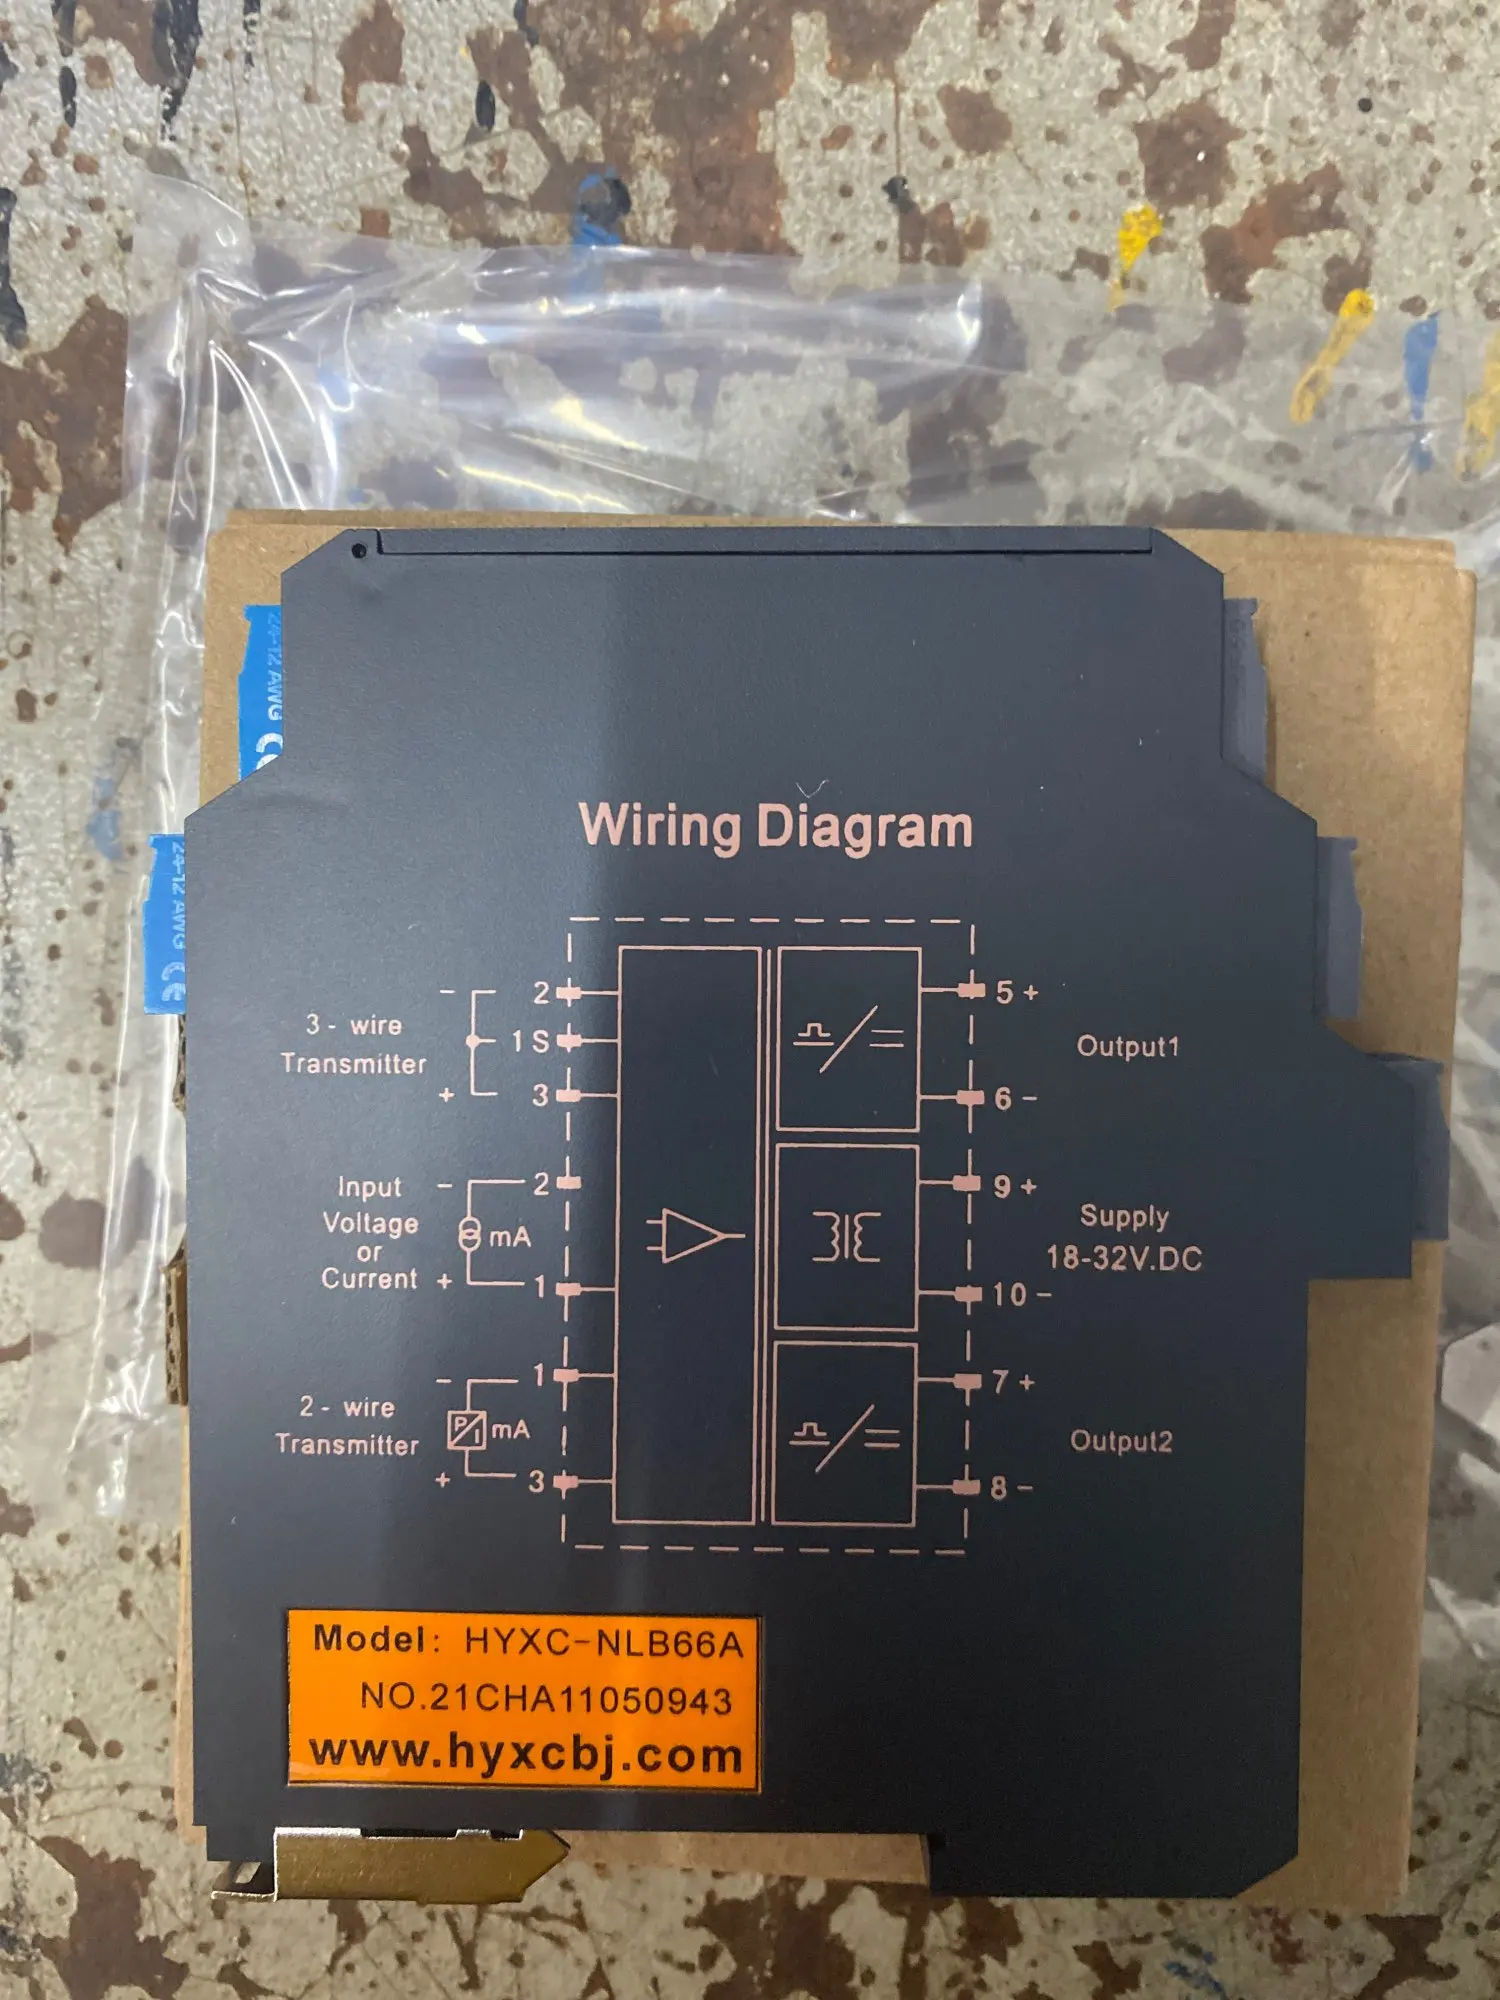 24-12 AWG CE
24-12 AWG CE
Wiring Diagram
- 2
3 - wire
Transmitter
1 S
+ 3
5 +
Output1
6 -
Input
Voltage
or
Current
- 2
mA
+ 1
9 +
Supply
18-32V.DC
10 -
2 - wire
Transmitter
- 1
P/I mA
+ 3
7 +
Output2
8 -
Model: HYXC-NLB66A
NO.21CHA11050943
www.hyxcbj.com